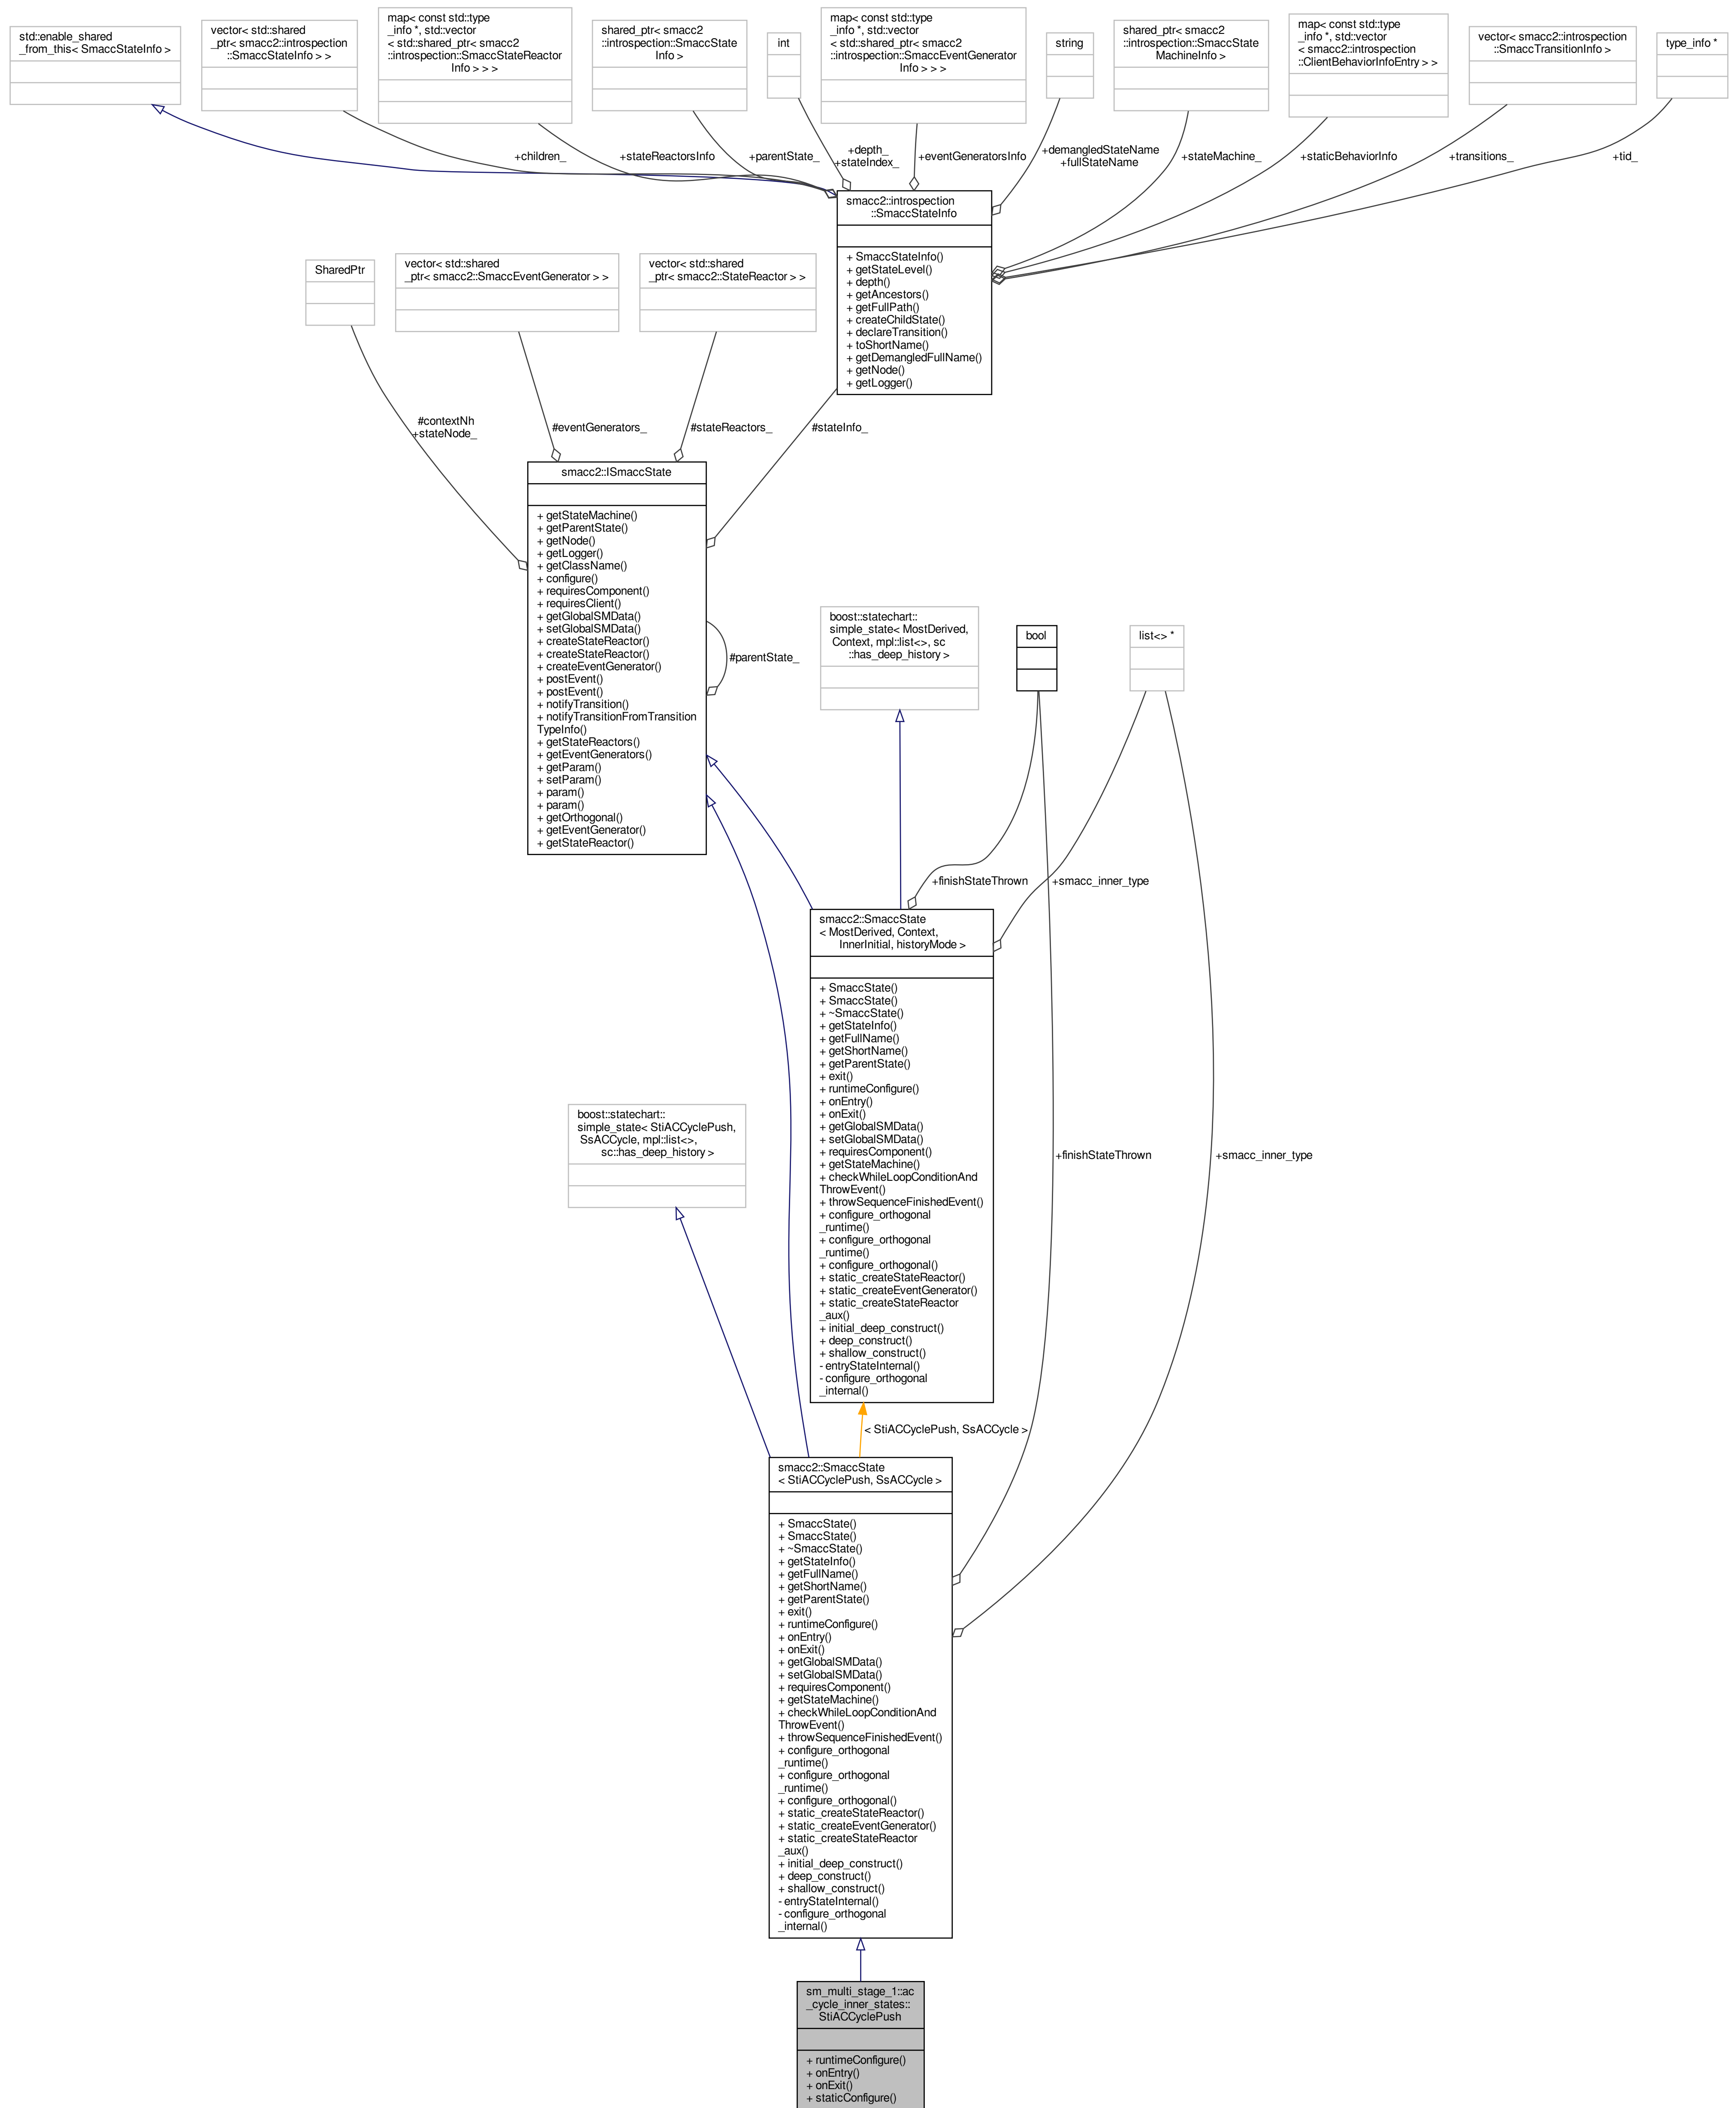 std::enable_shared
_from_this< SmaccStateInfo >
vector< std::shared
_ptr< smacc2::introspection
::SmaccStateInfo > >
map< const std::type
_info *, std::vector
< std::shared_ptr< smacc2
::introspection::SmaccStateReactor
Info > > >
shared_ptr< smacc2
::introspection::SmaccState
Info >
int
map< const std::type
_info *, std::vector
< std::shared_ptr< smacc2
::introspection::SmaccEventGenerator
Info > > >
string
shared_ptr< smacc2
::introspection::SmaccState
MachineInfo >
map< const std::type
_info *, std::vector
< smacc2::introspection
::ClientBehaviorInfoEntry > >
vector< smacc2::introspection
::SmaccTransitionInfo >
type_info *
+children_
+stateReactorsInfo
+parentState_
+depth_
+stateIndex_
+eventGeneratorsInfo
+demangledStateName
+fullStateName
+stateMachine_
+staticBehaviorInfo
+transitions_
+tid_
smacc2::introspection
::SmaccStateInfo
+ SmaccStateInfo()
+ getStateLevel()
+ depth()
+ getAncestors()
+ getFullPath()
+ createChildState()
+ declareTransition()
+ toShortName()
+ getDemangledFullName()
+ getNode()
+ getLogger()
SharedPtr
vector< std::shared
_ptr< smacc2::SmaccEventGenerator > >
vector< std::shared
_ptr< smacc2::StateReactor > >
#contextNh
+stateNode_
#eventGenerators_
#stateReactors_
#stateInfo_
smacc2::ISmaccState
+ getStateMachine()
+ getParentState()
+ getNode()
+ getLogger()
+ getClassName()
+ configure()
+ requiresComponent()
+ requiresClient()
+ getGlobalSMData()
+ setGlobalSMData()
+ createStateReactor()
+ createStateReactor()
+ createEventGenerator()
+ postEvent()
+ postEvent()
+ notifyTransition()
+ notifyTransitionFromTransition
TypeInfo()
+ getStateReactors()
+ getEventGenerators()
+ getParam()
+ setParam()
+ param()
+ param()
+ getOrthogonal()
+ getEventGenerator()
+ getStateReactor()
#parentState_
boost::statechart::
simple_state< MostDerived,
Context, mpl::list<>, sc
::has_deep_history >
bool
list<> *
+finishStateThrown
+smacc_inner_type
smacc2::SmaccState
< MostDerived, Context,
InnerInitial, historyMode >
+ SmaccState()
+ SmaccState()
+ ~SmaccState()
+ getStateInfo()
+ getFullName()
+ getShortName()
+ getParentState()
+ exit()
+ runtimeConfigure()
+ onEntry()
+ onExit()
+ getGlobalSMData()
+ setGlobalSMData()
+ requiresComponent()
+ getStateMachine()
+ checkWhileLoopConditionAnd
ThrowEvent()
+ throwSequenceFinishedEvent()
+ configure_orthogonal
_runtime()
+ configure_orthogonal
_runtime()
+ configure_orthogonal()
+ static_createStateReactor()
+ static_createEventGenerator()
+ static_createStateReactor
_aux()
+ initial_deep_construct()
+ deep_construct()
+ shallow_construct()
- entryStateInternal()
- configure_orthogonal
_internal()
boost::statechart::
simple_state< StiACCyclePush,
SsACCycle, mpl::list<>,
sc::has_deep_history >
+finishStateThrown
+smacc_inner_type
< StiACCyclePush, SsACCycle >
smacc2::SmaccState
< StiACCyclePush, SsACCycle >
+ SmaccState()
+ SmaccState()
+ ~SmaccState()
+ getStateInfo()
+ getFullName()
+ getShortName()
+ getParentState()
+ exit()
+ runtimeConfigure()
+ onEntry()
+ onExit()
+ getGlobalSMData()
+ setGlobalSMData()
+ requiresComponent()
+ getStateMachine()
+ checkWhileLoopConditionAnd
ThrowEvent()
+ throwSequenceFinishedEvent()
+ configure_orthogonal
_runtime()
+ configure_orthogonal
_runtime()
+ configure_orthogonal()
+ static_createStateReactor()
+ static_createEventGenerator()
+ static_createStateReactor
_aux()
+ initial_deep_construct()
+ deep_construct()
+ shallow_construct()
- entryStateInternal()
- configure_orthogonal
_internal()
sm_multi_stage_1::ac
_cycle_inner_states::
StiACCyclePush
+ runtimeConfigure()
+ onEntry()
+ onExit()
+ staticConfigure()